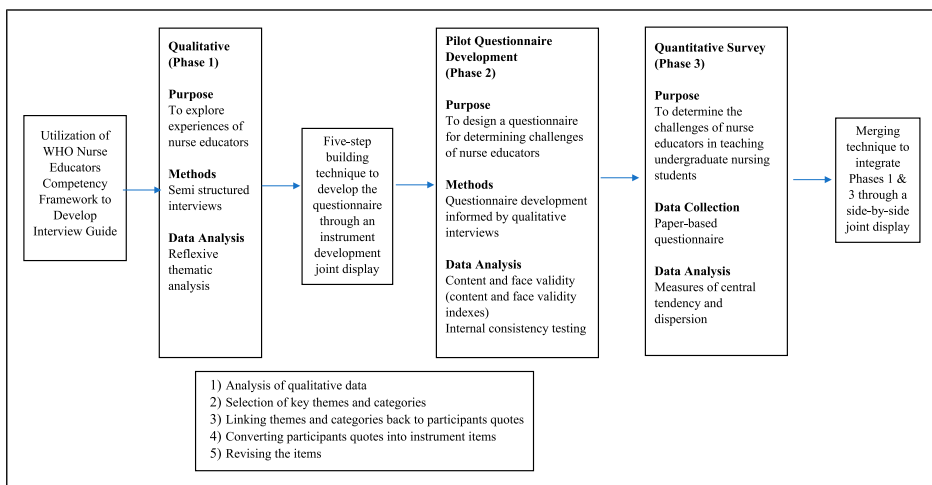 Utilization of
WHO Nurse
Educators
Competency
Framework to
Develop
Interview Guide
Qualitative
(Phase 1)
Purpose
To explore
experiences of
nurse educators
Methods
Semi structured
interviews
Data Analysis
Reflexive
thematic
analysis
Five-step
building
technique to
develop the
questionnaire
through an
instrument
development
joint display
Pilot Questionnaire
Development
(Phase 2)
Purpose
To design a questionnaire
for determining challenges
of nurse educators
Methods
Questionnaire development
informed by qualitative
interviews
Data Analysis
Content and face validity
(content and face validity
indexes)
Internal consistency testing
Quantitative Survey
(Phase 3)
Purpose
To determine the
challenges of nurse
educators in teaching
undergraduate nursing
students
Data Collection
Paper-based
questionnaire
Data Analysis
Measures of central
tendency and
dispersion
Merging
technique to
integrate
Phases 1 &
3 through a
side-by-side
joint display
1) Analysis of qualitative data
2) Selection of key themes and categories
3) Linking themes and categories back to participants quotes
4) Converting participants quotes into instrument items
5) Revising the items